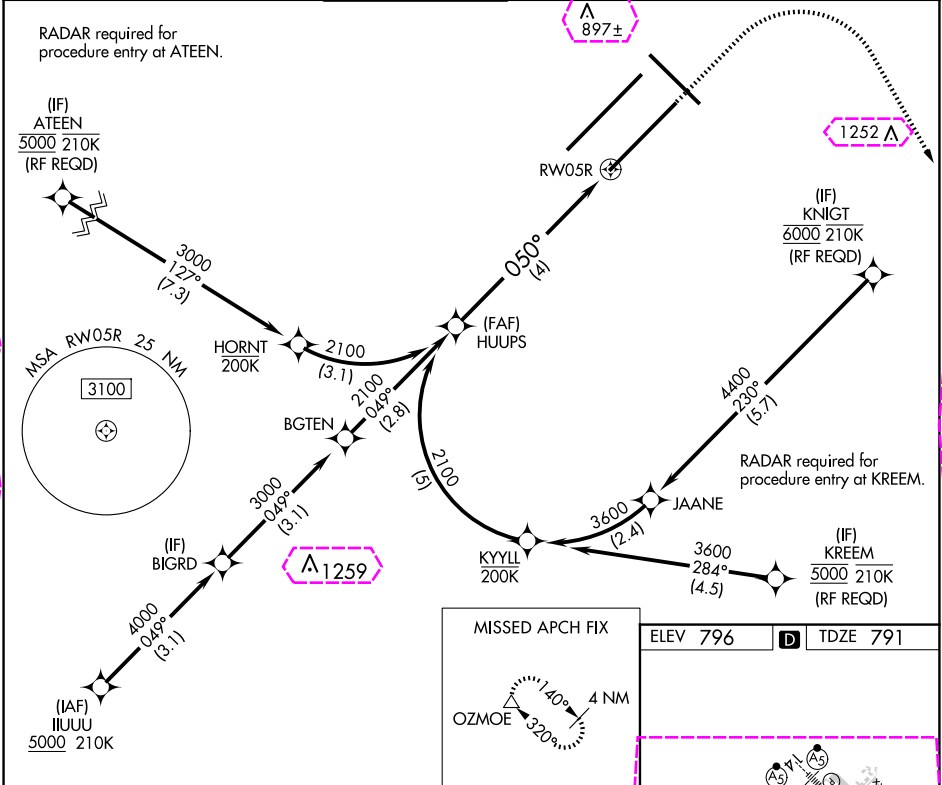 897±
RADAR required for
procedure entry at ATEEN.
(IF)
ATEEN
5000 210K
(RF REQD)
1252
RW05R
(IF)
KNIGT
6000 210K
(RF REQD)
3000
127°
(7.3)
050°
(4)
HORNT
200K
2100
(3.1)
(FAF)
HUUPS
MSA RW05R 25 NM
3100
2100
049°
(2.8)
BGTEN
4400
230°
(5.7)
2100
(5)
RADAR required for
procedure entry at KREEM.
3000
049°
(3.1)
JAANE
3600
(2.4)
(IF)
BIGRD
1259
KYYLL
200K
3600
284°
(4.5)
(IF)
KREEM
5000 210K
(RF REQD)
4000
049°
(3.1)
(IAF)
IIUUU
5000 210K
MISSED APCH FIX
OZMOE
140°
320°
4 NM
ELEV 796
D
TDZE 791
A5
14
A5